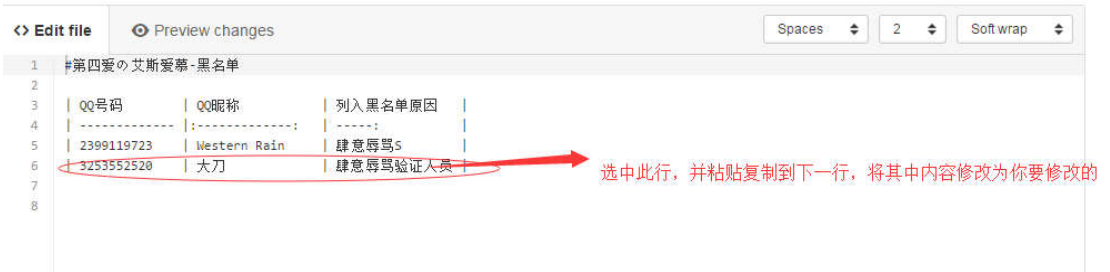 <> Edit file Preview changes Spaces 2 Soft wrap
1 #第四爱の艾斯爱慕-黑名单
2
3 | QQ号码 | QQ昵称 | 列入黑名单原因 |
4 | ------------- |:-------------:| -----:|
5 | 2399119723 | Western Rain | 肆意辱骂S |
6 | 3253552520 | 大刀 | 肆意辱骂验证人员 |
选中此行，并粘贴复制到下一行，将其中内容修改为你要修改的
7
8